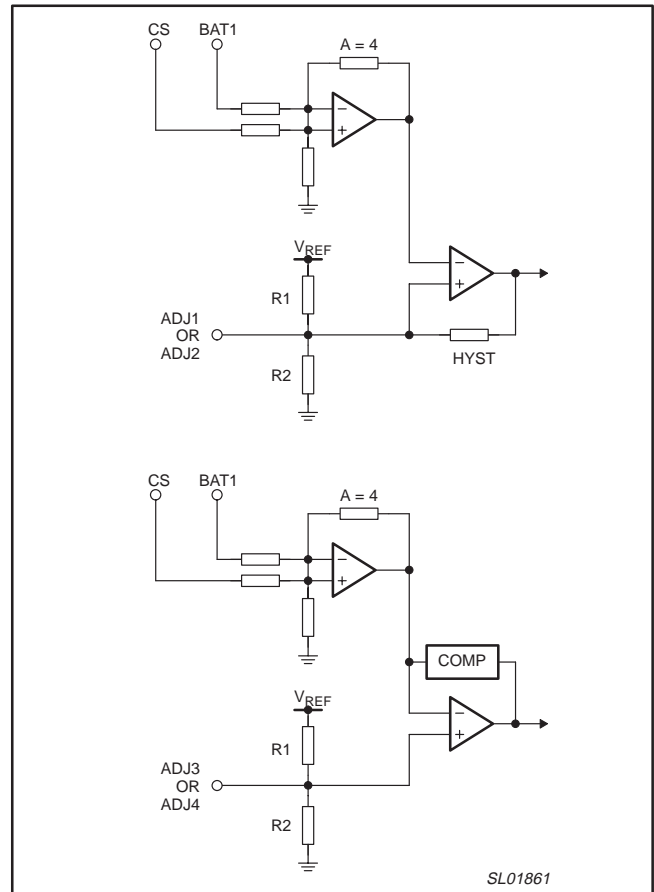 CS BAT1
A = 4
−
+
VREF
R1
−
+
ADJ1
OR
ADJ2
HYST
R2
CS BAT1
A = 4
−
+
COMP
VREF
R1
−
+
ADJ3
OR
ADJ4
R2
SL01861